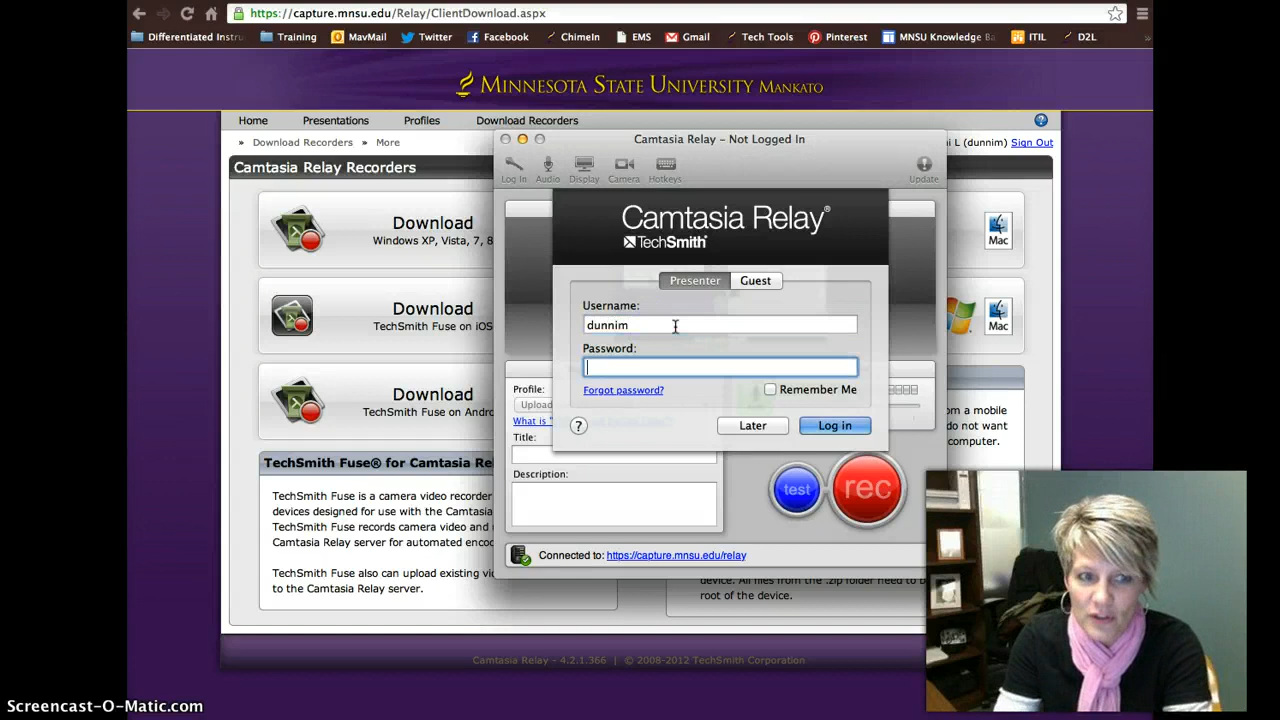 https://capture.mnsu.edu/Relay/ClientDownload.aspx
Differentiated Instru Training MavMail Twitter Facebook ChimeIn EMS Gmail Tech Tools Pinterest MNSU Knowledge Ba ITIL D2L »
MINNESOTA STATE UNIVERSITY MANKATO
Home Presentations Profiles Download Recorders ?
» Download Recorders » More
i L (dunnim) Sign Out
Camtasia Relay Recorders
Camtasia Relay – Not Logged In
Log In Audio Display Camera Hotkeys Update
Camtasia Relay®
TechSmith®
Presenter Guest
Username:
dunnim
Password:
Forgot password?
Remember Me
? Later Log in
Download
Windows XP, Vista, 7, 8
Mac
Download
TechSmith Fuse on iOS
Mac
Download
TechSmith Fuse on Andro
Profile:
Upload
What is "
Title:
Description:
test rec
Connected to: https://capture.mnsu.edu/relay
TechSmith Fuse® for Camtasia Rel
TechSmith Fuse is a camera video recorder
devices designed for use with the Camtasia
TechSmith Fuse records camera video and
Camtasia Relay server for automated enco
TechSmith Fuse also can upload existing vi
to the Camtasia Relay server.
om a mobile
do not want
computer.
device. All files from the .zip folder need to b
root of the device.
Camtasia Relay - 4.2.1.366 | © 2008-2012 TechSmith Corporation
Screencast-O-Matic.com